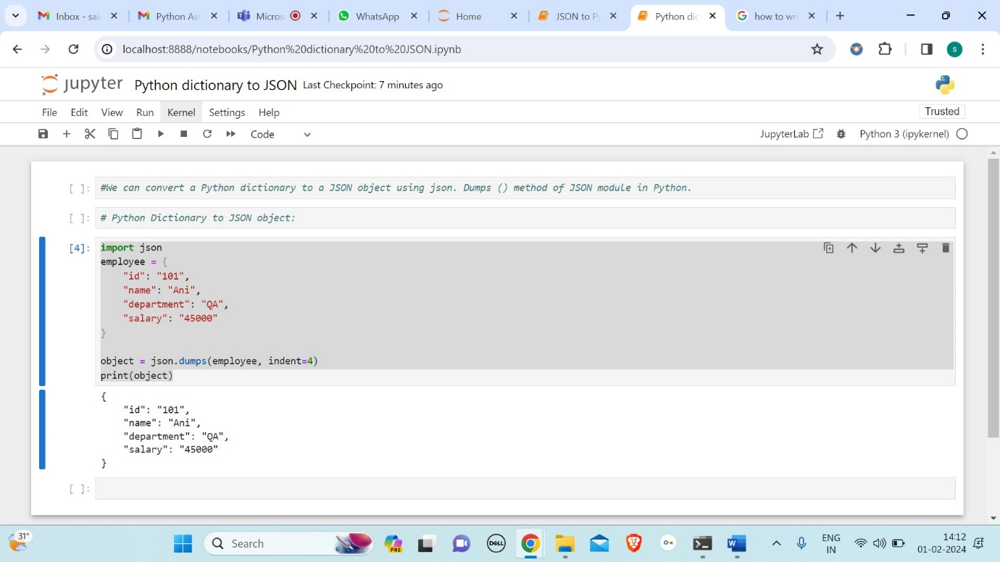 Inbox - sai
Python Ass
Micros
WhatsApp
Home
JSON to Py
Python dic
how to wri
localhost:8888/notebooks/Python%20dictionary%20to%20JSON.ipynb
s
jupyter Python dictionary to JSON Last Checkpoint: 7 minutes ago
File Edit View Run Kernel Settings Help
Trusted
Code
JupyterLab
Python 3 (ipykernel)
[ ]: #We can convert a Python dictionary to a JSON object using json. Dumps () method of JSON module in Python.
[ ]: # Python Dictionary to JSON object:
[4]: import json
employee = {
"id": "101",
"name": "Ani",
"department": "QA",
"salary": "45000"
}
object = json.dumps(employee, indent=4)
print(object)
{
"id": "101",
"name": "Ani",
"department": "QA",
"salary": "45000"
}
[ ]:
31°
Search
PRE
DELL
ENG
IN
14:12
01-02-2024